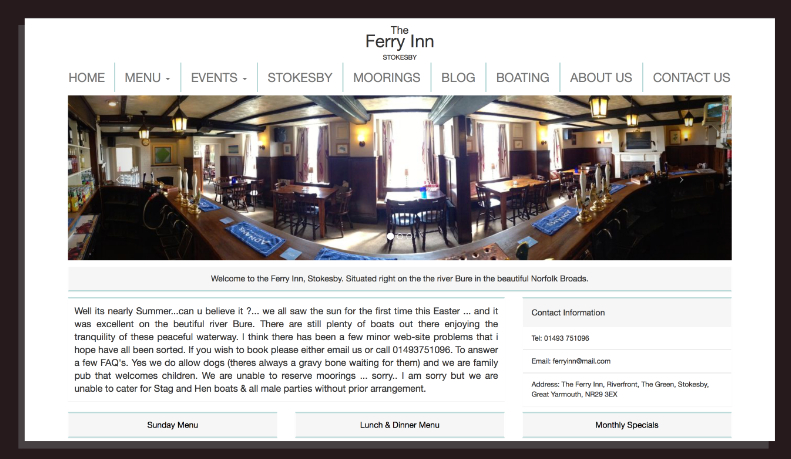 The
Ferry Inn
STOKESBY
HOME MENU EVENTS STOKESBY MOORINGS BLOG BOATING ABOUT US CONTACT US
Welcome to the Ferry Inn, Stokesby. Situated right on the the river Bure in the beautiful Norfolk Broads.
Well its nearly Summer...can u believe it ?... we all saw the sun for the first time this Easter ... and it
was excellent on the beutiful river Bure. There are still plenty of boats out there enjoying the
tranquility of these peaceful waterway. I think there has been a few minor web-site problems that i
hope have all been sorted. If you wish to book please either email us or call 01493751096. To answer
a few FAQ's. Yes we do allow dogs (theres always a gravy bone waiting for them) and we are family
pub that welcomes children. We are unable to reserve moorings ... sorry.. I am sorry but we are
unable to cater for Stag and Hen boats & all male parties without prior arrangement.
Contact Information
Tel: 01493 751096
Email: ferryinn@mail.com
Address: The Ferry Inn, Riverfront, The Green, Stokesby,
Great Yarmouth, NR29 3EX
Sunday Menu
Lunch & Dinner Menu
Monthly Specials